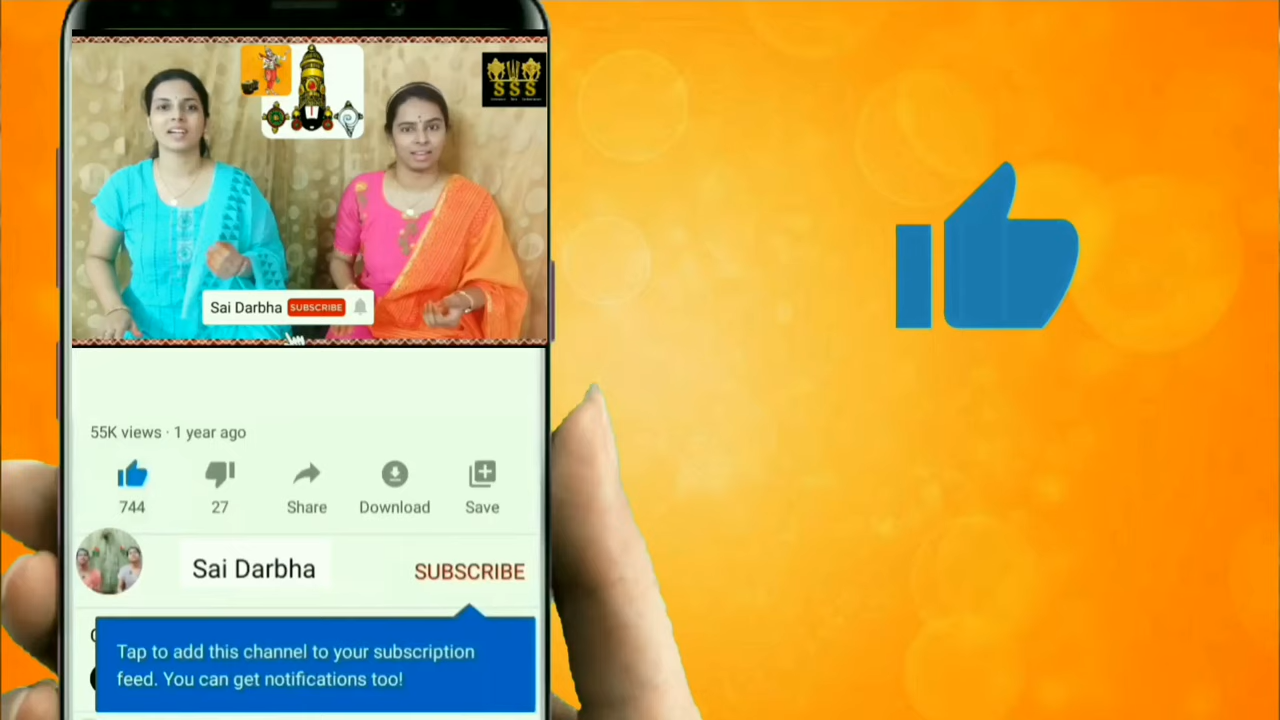 SSS
Sai Darbha SUBSCRIBE
55K views · 1 year ago
744 27 Share Download Save
Sai Darbha SUBSCRIBE
Tap to add this channel to your subscription
feed. You can get notifications too!